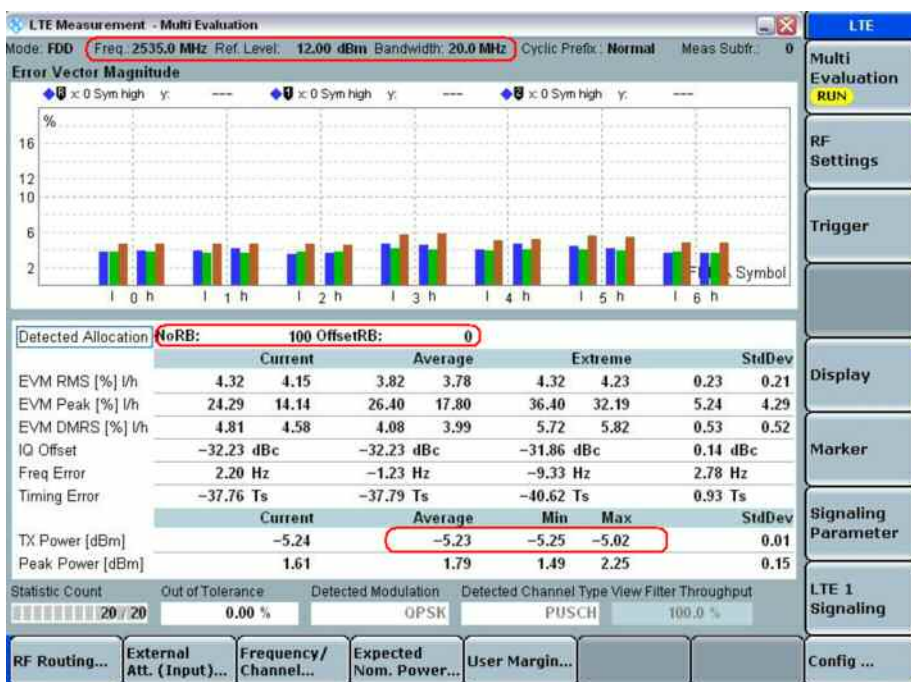 LTE Measurement - Multi Evaluation
LTE
Mode: FDD Freq.: 2535.0 MHz Ref. Level: 12.00 dBm Bandwidth: 20.0 MHz Cyclic Prefix: Normal Meas Subfr.: 0
Error Vector Magnitude
x: 0 Sym high y: --- x: 0 Sym high y: --- x: 0 Sym high y: ---
%
16
12
10
6
2
Symbol
l 0 h l 1 h l 2 h l 3 h l 4 h l 5 h l 6 h
Detected Allocation NoRB: 100 OffsetRB: 0
Current Average Extreme StdDev
EVM RMS [%] l/h 4.32 4.15 3.82 3.78 4.32 4.23 0.23 0.21
EVM Peak [%] l/h 24.29 14.14 26.40 17.80 36.40 32.19 5.24 4.29
EVM DMRS [%] l/h 4.81 4.58 4.08 3.99 5.72 5.82 0.53 0.52
IQ Offset -32.23 dBc -32.23 dBc -31.86 dBc 0.14 dBc
Freq Error 2.20 Hz -1.23 Hz -9.33 Hz 2.78 Hz
Timing Error -37.76 Ts -37.79 Ts -40.62 Ts 0.93 Ts
Current Average Min Max StdDev
TX Power [dBm] -5.24 -5.23 -5.25 -5.02 0.01
Peak Power [dBm] 1.61 1.79 1.49 2.25 0.15
Statistic Count Out of Tolerance Detected Modulation Detected Channel Type View Filter Throughput
20 / 20 0.00 % QPSK PUSCH 100.0 %
Multi
Evaluation
RUN
RF
Settings
Trigger
Display
Marker
Signaling
Parameter
LTE 1
Signaling
RF Routing...
External
Att. (Input)...
Frequency/
Channel...
Expected
Nom. Power...
User Margin...
Config ...